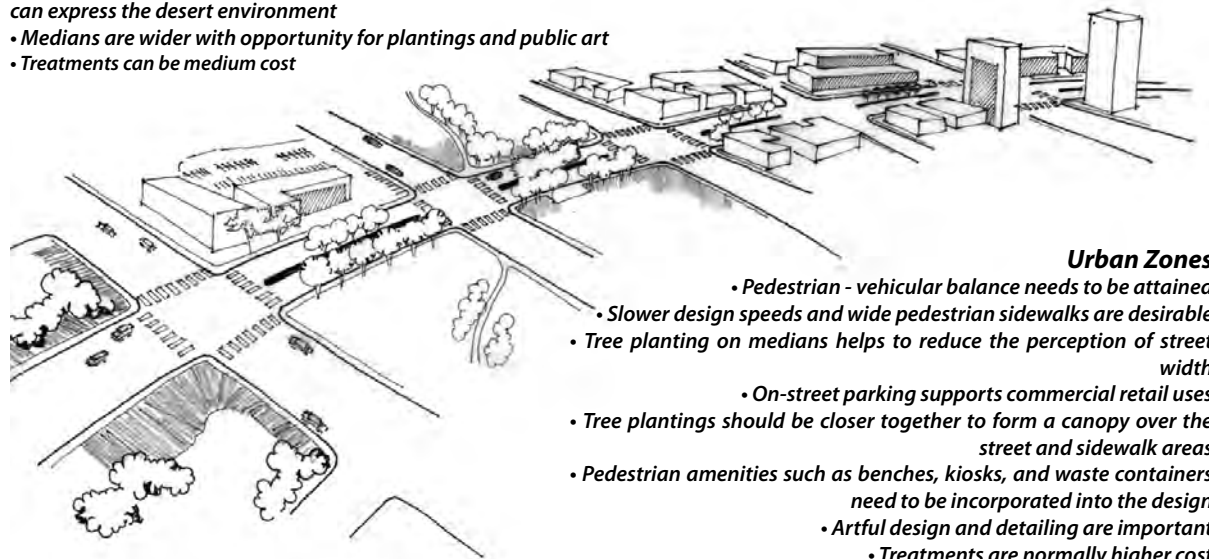 can express the desert environment
• Medians are wider with opportunity for plantings and public art
• Treatments can be medium cost
Urban Zones
• Pedestrian - vehicular balance needs to be attained
• Slower design speeds and wide pedestrian sidewalks are desirable
• Tree planting on medians helps to reduce the perception of street
width
• On-street parking supports commercial retail uses
• Tree plantings should be closer together to form a canopy over the
street and sidewalk areas
• Pedestrian amenities such as benches, kiosks, and waste containers
need to be incorporated into the design
• Artful design and detailing are important
• Treatments are normally higher cost